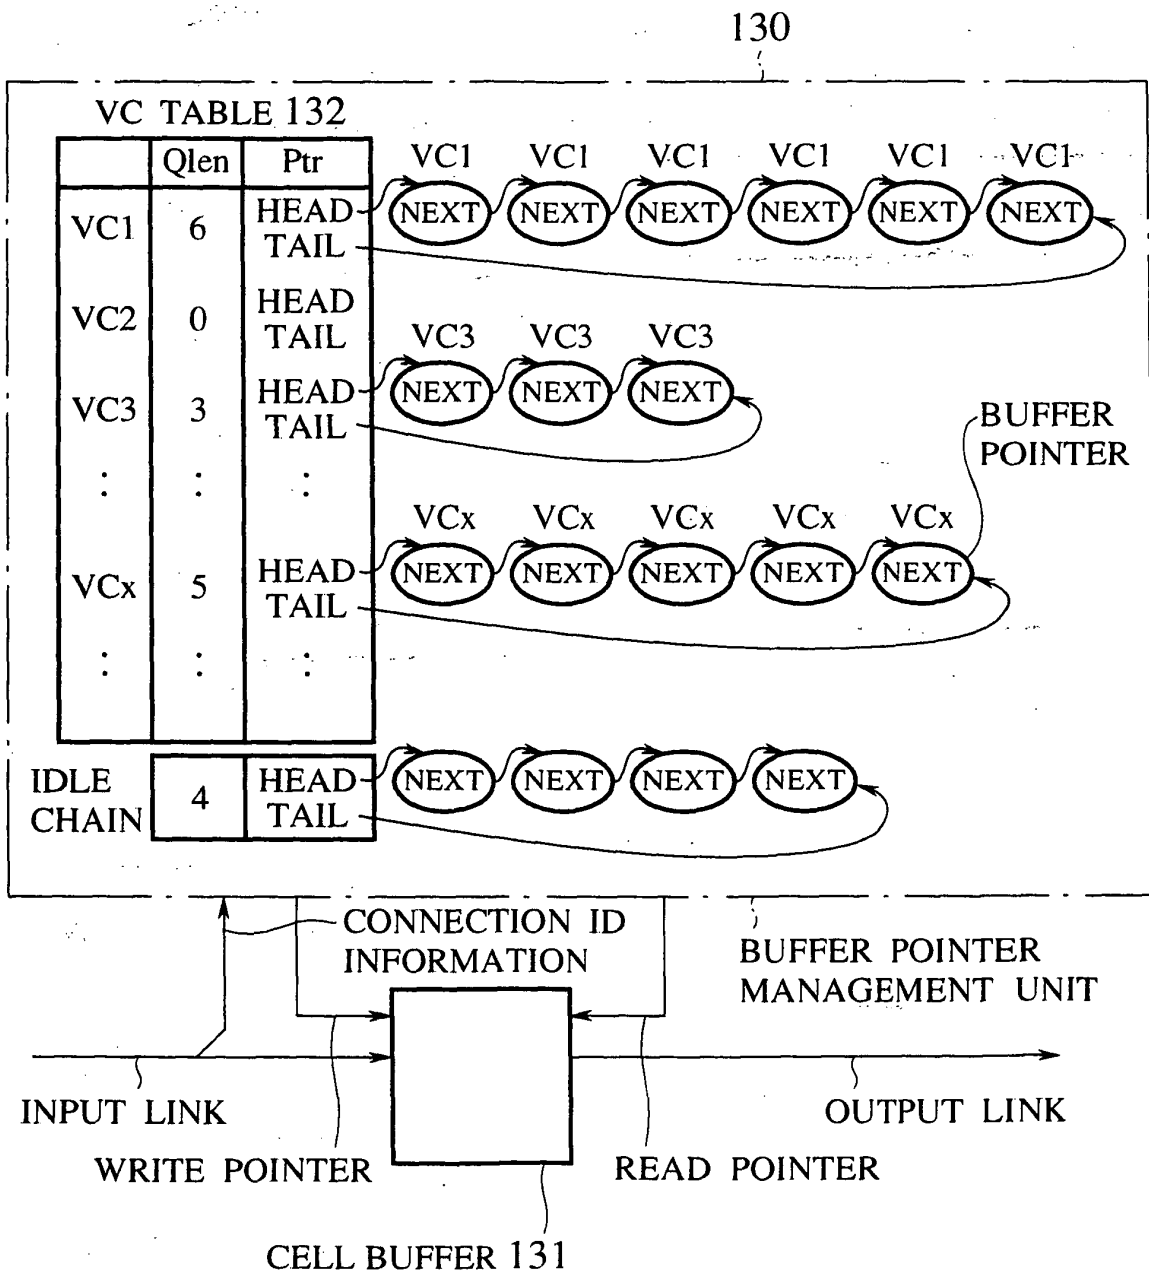 130
VC TABLE 132
Qlen Ptr
VC1 VC1 VC1 VC1 VC1 VC1
VC1 6 HEAD NEXT NEXT NEXT NEXT NEXT NEXT
TAIL
VC2 0 HEAD
TAIL
VC3 VC3 VC3
VC3 3 HEAD NEXT NEXT NEXT
TAIL
BUFFER
POINTER
: : :
VCx VCx VCx VCx VCx
VCx 5 HEAD NEXT NEXT NEXT NEXT NEXT
TAIL
: : :
IDLE
CHAIN
4 HEAD NEXT NEXT NEXT NEXT
TAIL
CONNECTION ID
INFORMATION
BUFFER POINTER
MANAGEMENT UNIT
INPUT LINK
OUTPUT LINK
WRITE POINTER
READ POINTER
CELL BUFFER 131